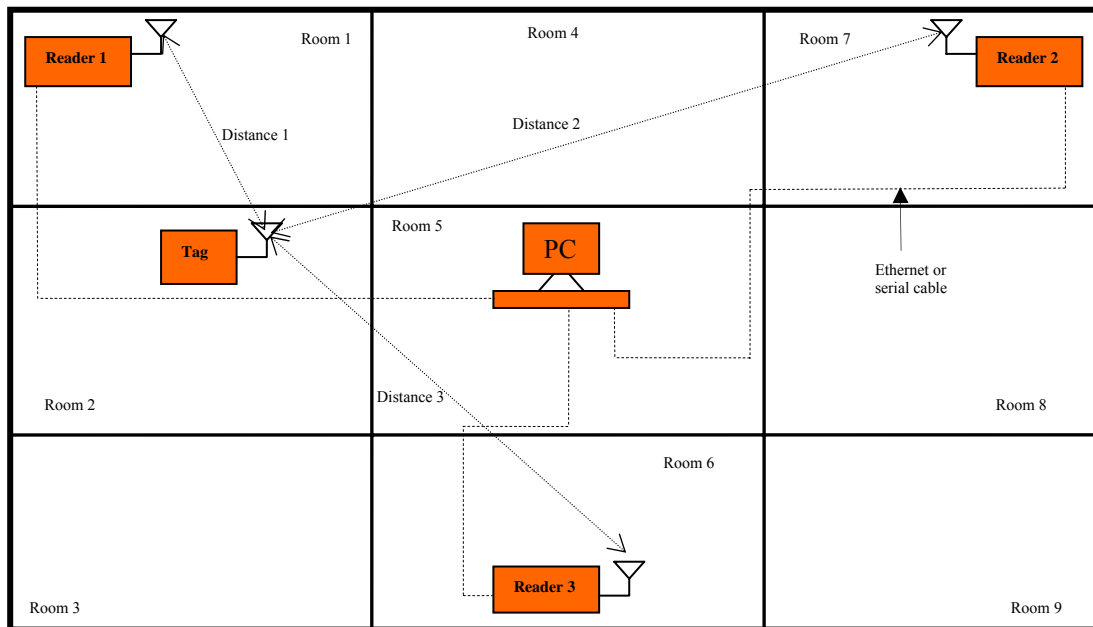 Room 1
Room 4
Room 7
Reader 1
Reader 2
Distance 1
Distance 2
Room 5
Tag
PC
Ethernet or
serial cable
Distance 3
Room 2
Room 8
Room 6
Reader 3
Room 3
Room 9